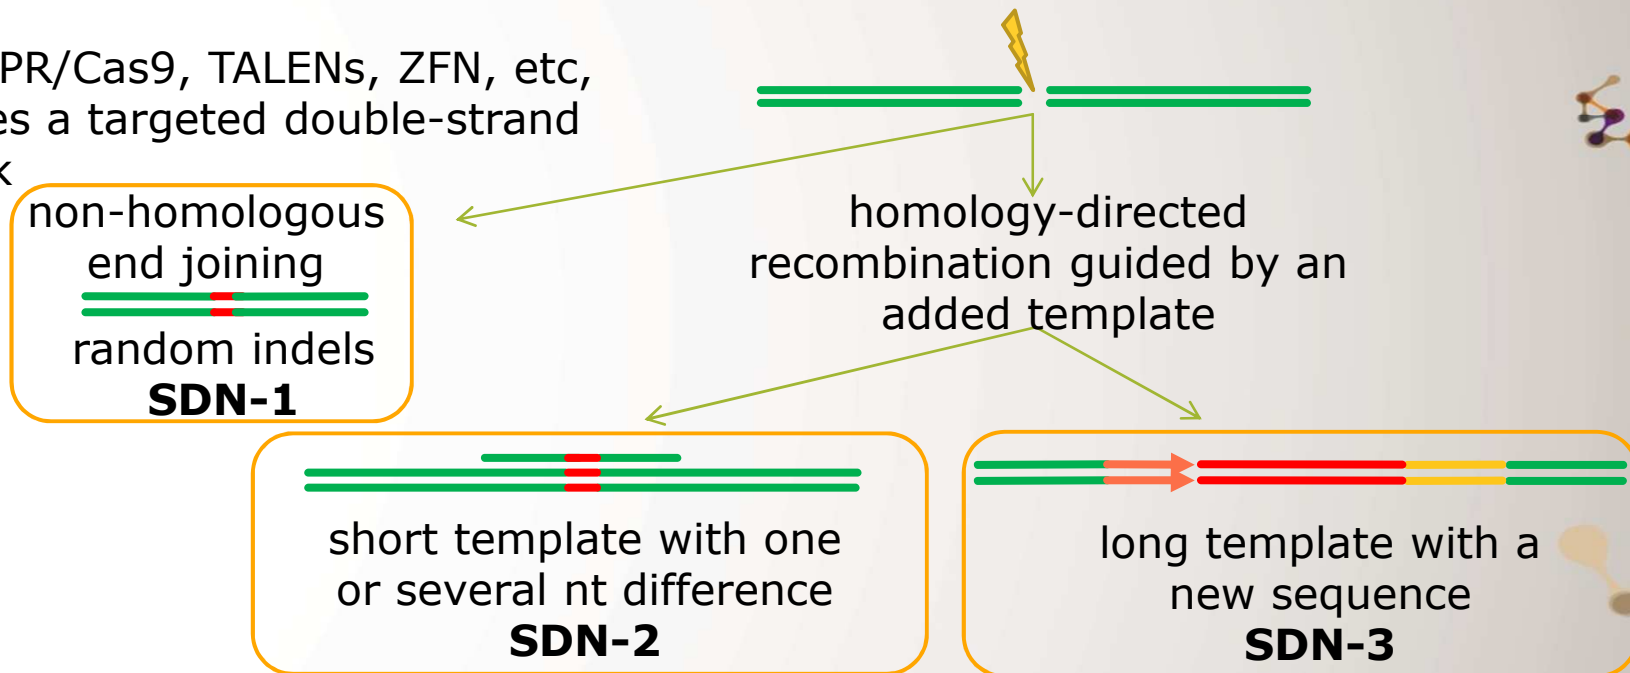 PR/Cas9, TALENs, ZFN, etc,
es a targeted double-strand
k
non-homologous
end joining
random indels
SDN-1
homology-directed
recombination guided by an
added template
short template with one
or several nt difference
SDN-2
long template with a
new sequence
SDN-3